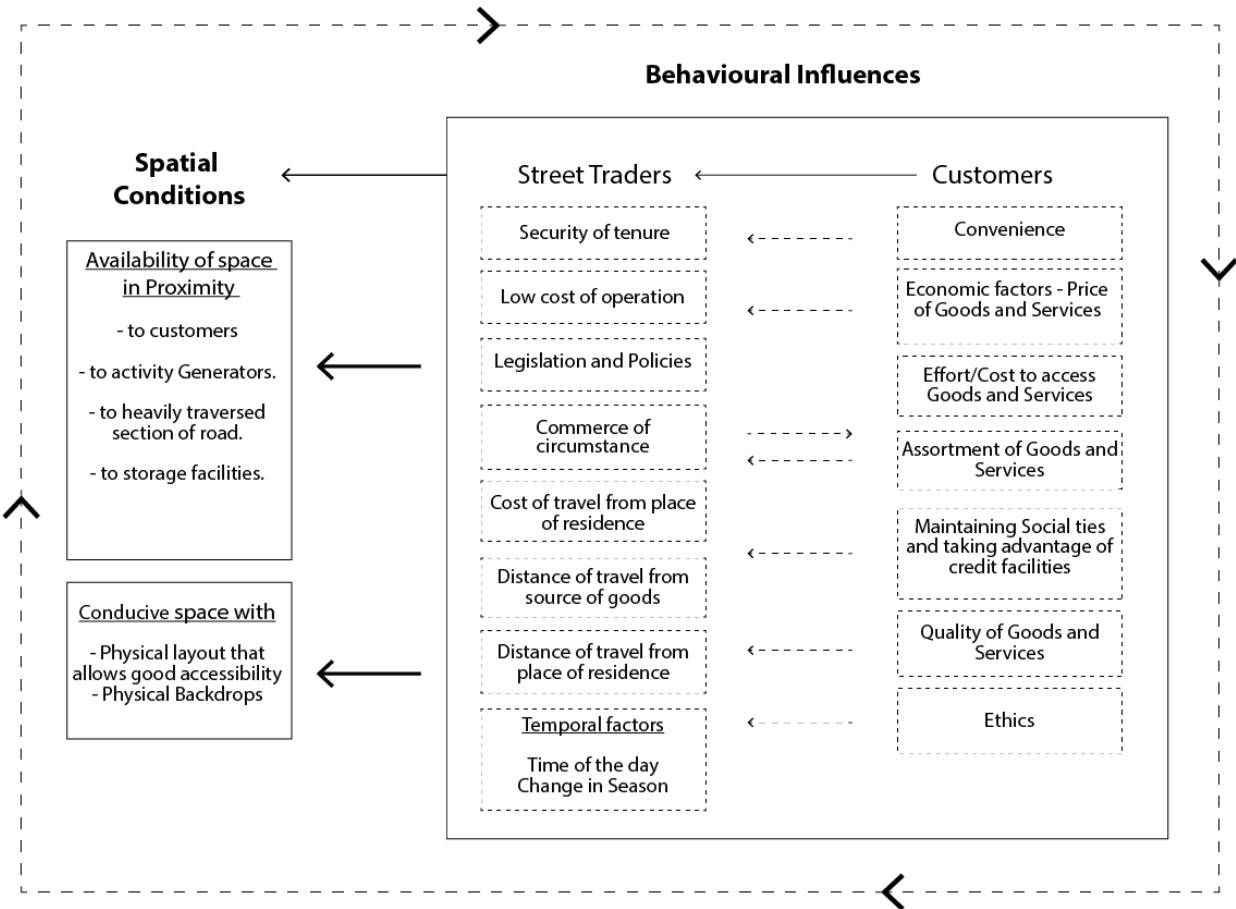 Behavioural Influences
Spatial
Conditions
Availability of space
in Proximity
- to customers
- to activity Generators.
- to heavily traversed
section of road.
- to storage facilities.
Conducive space with
- Physical layout that
allows good accessibility
- Physical Backdrops
Street Traders
Security of tenure
Low cost of operation
Legislation and Policies
Commerce of
circumstance
Cost of travel from place
of residence
Distance of travel from
source of goods
Distance of travel from
place of residence
Temporal factors
Time of the day
Change in Season
Customers
Convenience
Economic factors - Price
of Goods and Services
Effort/Cost to access
Goods and Services
Assortment of Goods and
Services
Maintaining Social ties
and taking advantage of
credit facilities
Quality of Goods and
Services
Ethics